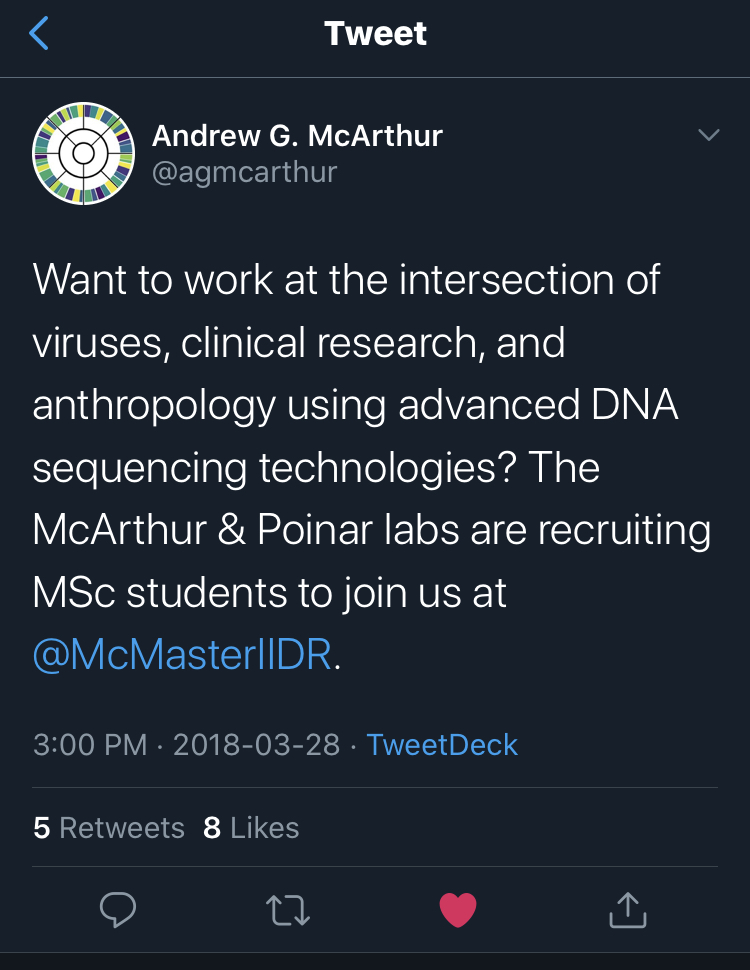 Tweet
Andrew G. McArthur
@agmcarthur
Want to work at the intersection of
viruses, clinical research, and
anthropology using advanced DNA
sequencing technologies? The
McArthur & Poinar labs are recruiting
MSc students to join us at
@McMasterIIDR.
3:00 PM · 2018-03-28 · TweetDeck
5 Retweets 8 Likes